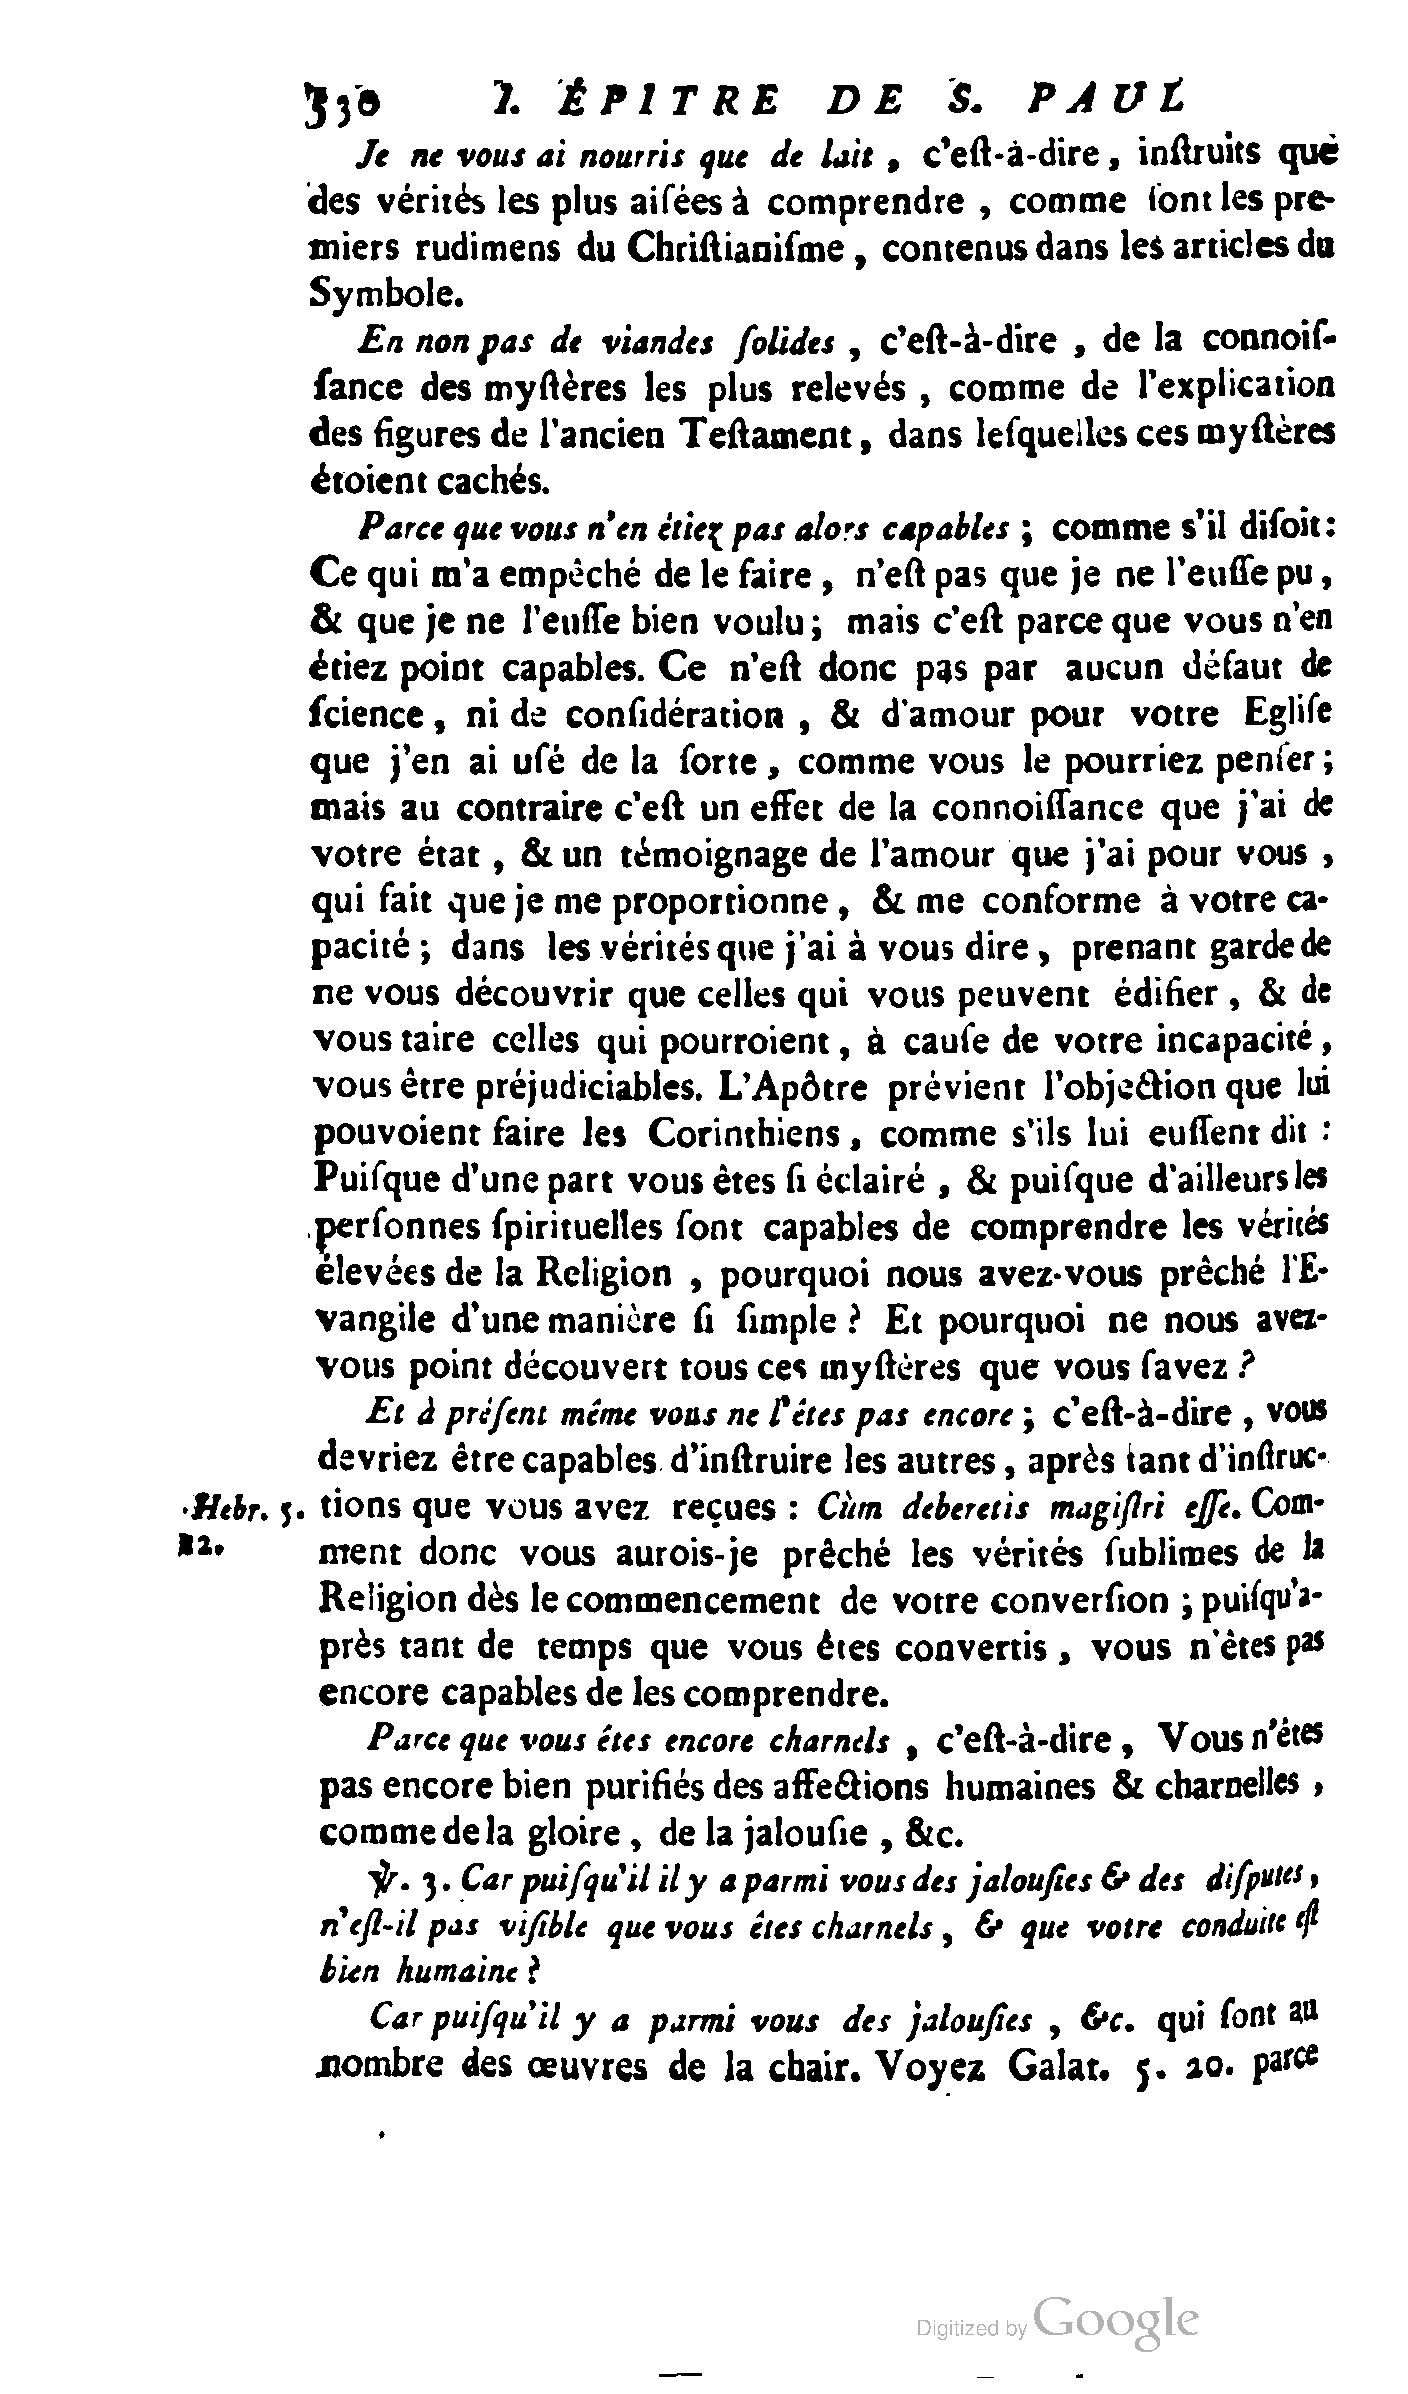 330 I. ÉPITRE DE S. PAUL
Je ne vous ai nourris que de lait , c'eſt-à-dire, inſtruits que
des vérités les plus aiſées à comprendre , comme ſont les pre-
miers rudimens du Chriſtianiſme , contenus dans les articles du
Symbole.
En non pas de viandes ſolides , c'eſt-à-dire , de la connoiſ-
ſance des myſtères les plus relevés , comme de l'explication
des figures de l'ancien Teſtament, dans leſquelles ces myſtères
étoient cachés.
Parce que vous n'en étiez pas alors capables ; comme s'il diſoit:
Ce qui m'a empêché de le faire , n'eſt pas que je ne l'euſſe pu ,
& que je ne l'euſſe bien voulu ; mais c'eſt parce que vous n'en
étiez point capables. Ce n'eſt donc pas par aucun défaut de
ſcience , ni de conſidération , & d'amour pour votre Egliſe
que j'en ai uſé de la ſorte , comme vous le pourriez penſer ;
mais au contraire c'eſt un effet de la connoiſſance que j'ai de
votre état , & un témoignage de l'amour que j'ai pour vous ,
qui fait que je me proportionne , & me conforme à votre ca-
pacité ; dans les vérités que j'ai à vous dire , prenant garde de
ne vous découvrir que celles qui vous peuvent édifier , & de
vous taire celles qui pourroient , à cauſe de votre incapacité ,
vous être préjudiciables. L'Apôtre prévient l'objection que lui
pouvoient faire les Corinthiens , comme s'ils lui euſſent dit :
Puiſque d'une part vous êtes ſi éclairé , & puiſque d'ailleurs les
perſonnes ſpirituelles ſont capables de comprendre les vérités
élevées de la Religion , pourquoi nous avez-vous prêché l'E-
vangile d'une manière ſi ſimple ? Et pourquoi ne nous avez-
vous point découvert tous ces myſtères que vous ſavez ?
Et à préſent même vous ne l'êtes pas encore ; c'eſt-à-dire , vous
devriez être capables d'inſtruire les autres , après tant d'inſtruc-
Hebr. 5. tions que vous avez reçues : Cùm deberetis magiſtri eſſe. Com-
12. ment donc vous aurois-je prêché les vérités ſublimes de la
Religion dès le commencement de votre converſion ; puiſqu'a-
près tant de temps que vous êtes convertis , vous n'êtes pas
encore capables de les comprendre.
Parce que vous êtes encore charnels , c'eſt-à-dire , Vous n'êtes
pas encore bien purifiés des affections humaines & charnelles ,
comme de la gloire , de la jalouſie , &c.
℣. 3. Car puiſqu'il il y a parmi vous des jalouſies & des diſputes ,
n'eſt-il pas viſible que vous êtes charnels , & que votre conduite eſt
bien humaine ?
Car puiſqu'il y a parmi vous des jalouſies , &c. qui ſont au
nombre des œuvres de la chair. Voyez Galat. 5. 20. parce
Digitized by Google